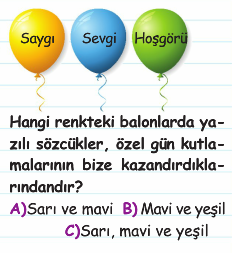 Saygı Sevgi Hoşgörü
Hangi renkteki balonlarda ya-
zılı sözcükler, özel gün kutla-
malarının bize kazandırdıkla-
rındandır?
A)Sarı ve mavi B) Mavi ve yeşil
C)Sarı, mavi ve yeşil